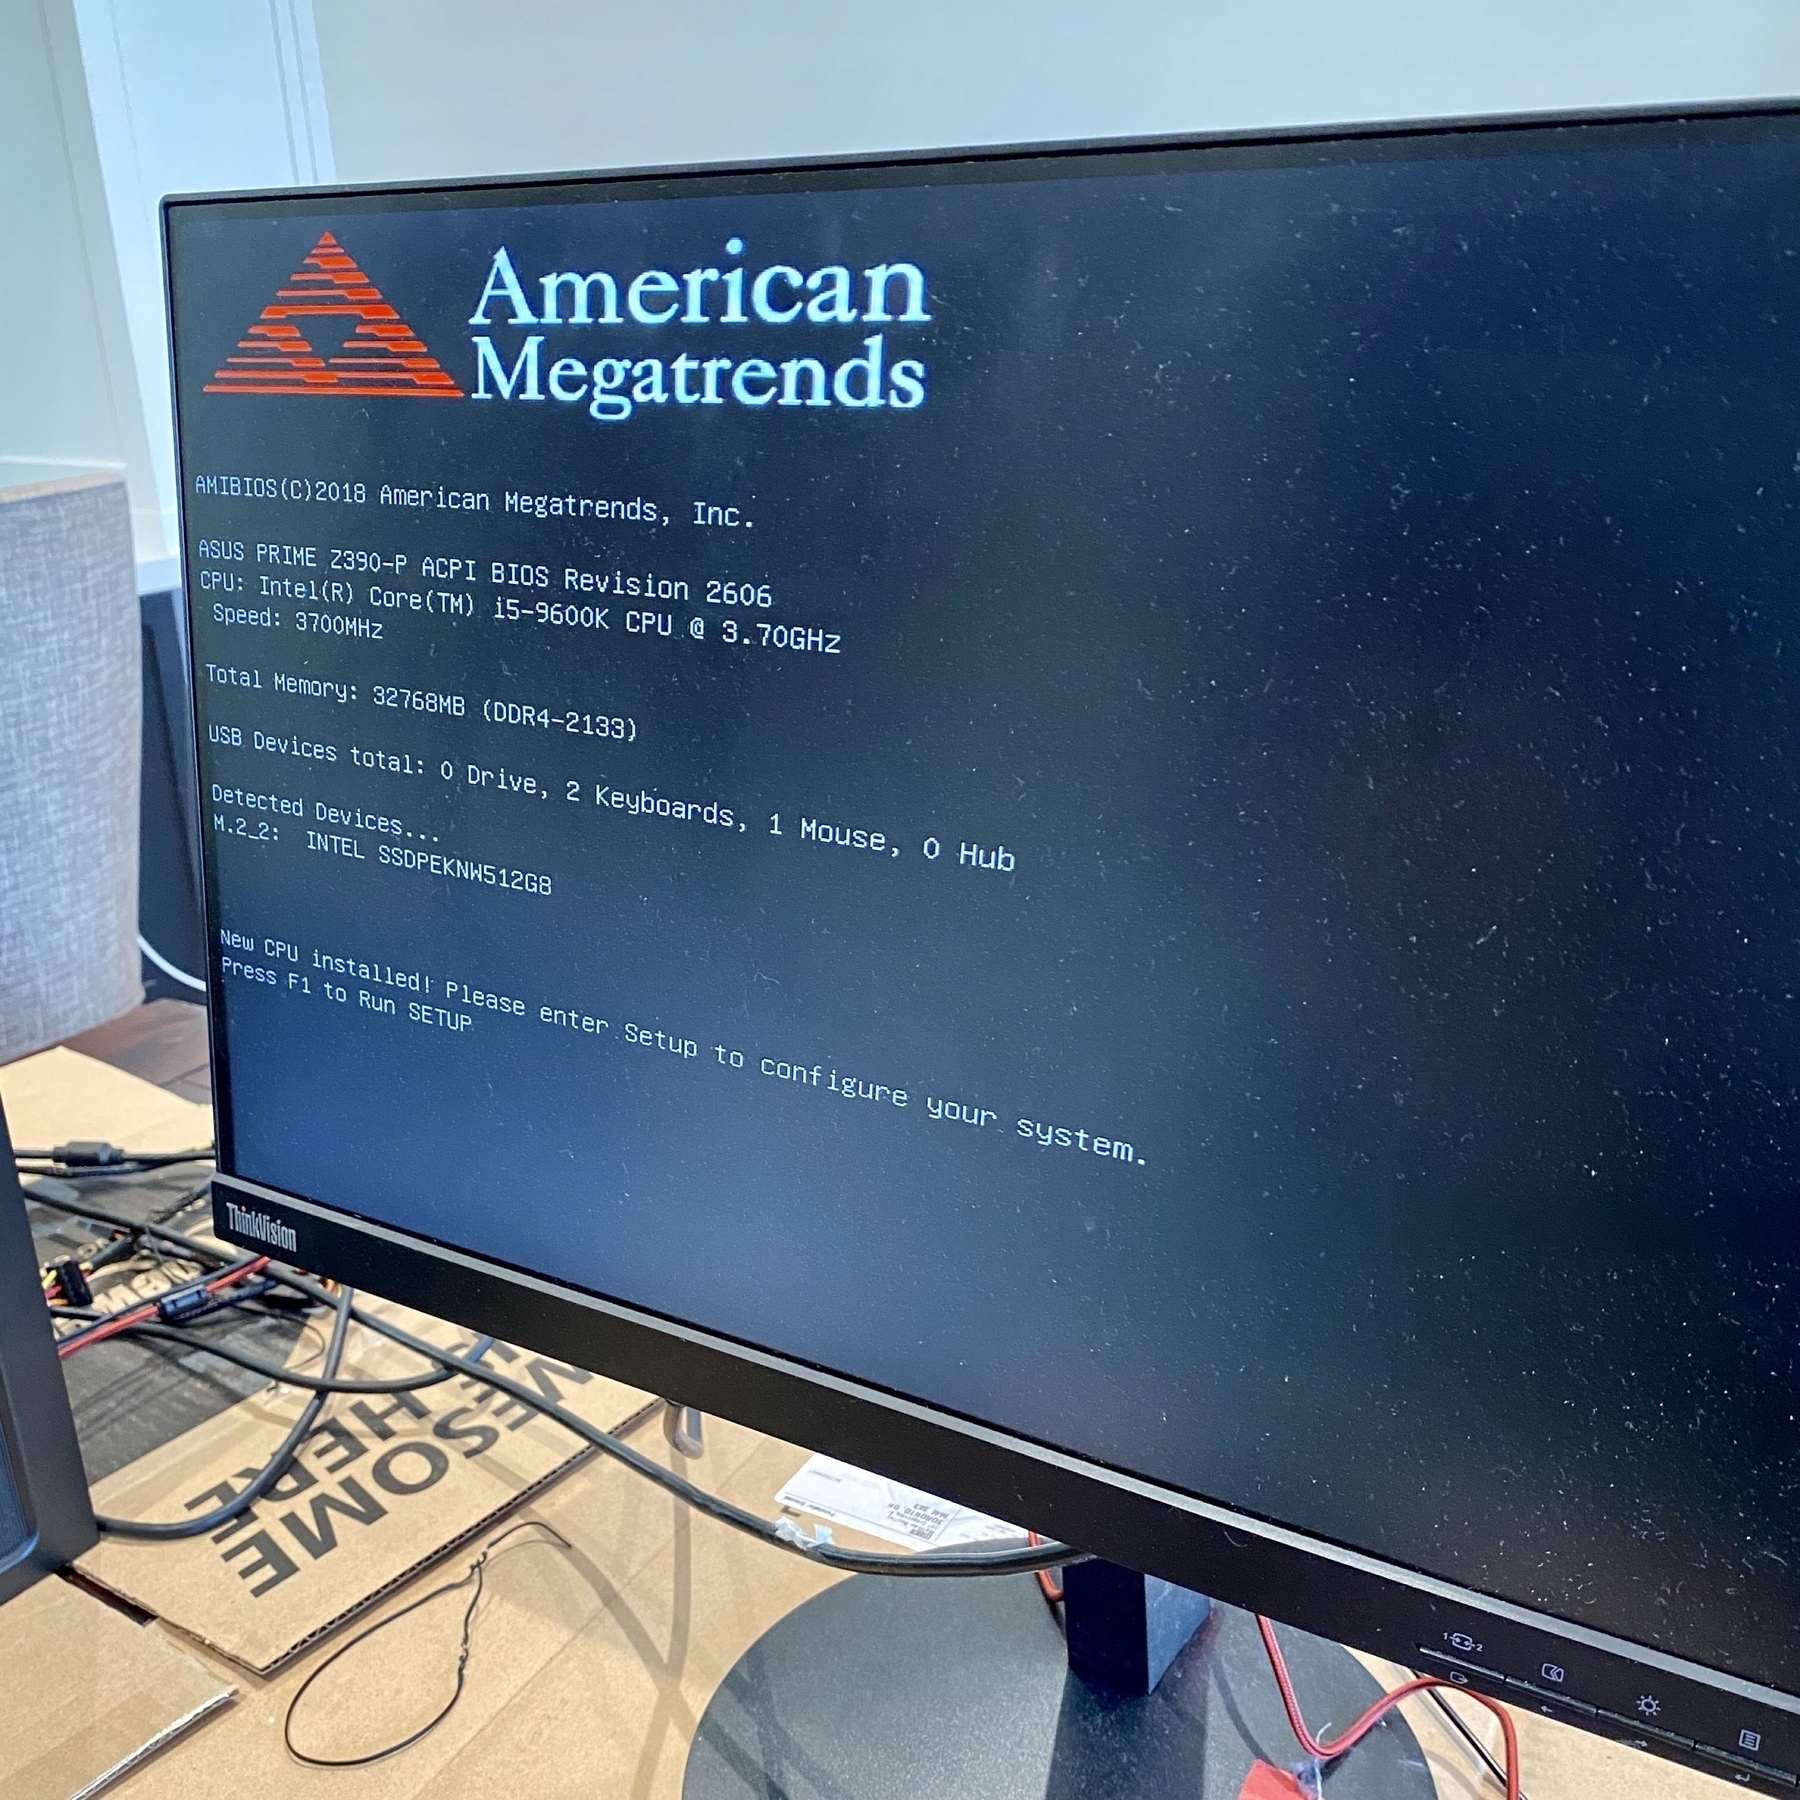 American
Megatrends
AMIBIOS(C)2018 American Megatrends, Inc.
ASUS PRIME Z390-P ACPI BIOS Revision 2606
CPU: Intel(R) Core(TM) i5-9600K CPU @ 3.70GHz
Speed: 3700MHz
Total Memory: 32768MB (DDR4-2133)
USB Devices total: 0 Drive, 2 Keyboards, 1 Mouse, 0 Hub
Detected Devices...
M.2_2: INTEL SSDPEKNW512G8
New CPU installed! Please enter Setup to configure your system.
Press F1 to Run SETUP
ThinkVision
HERE
1 2